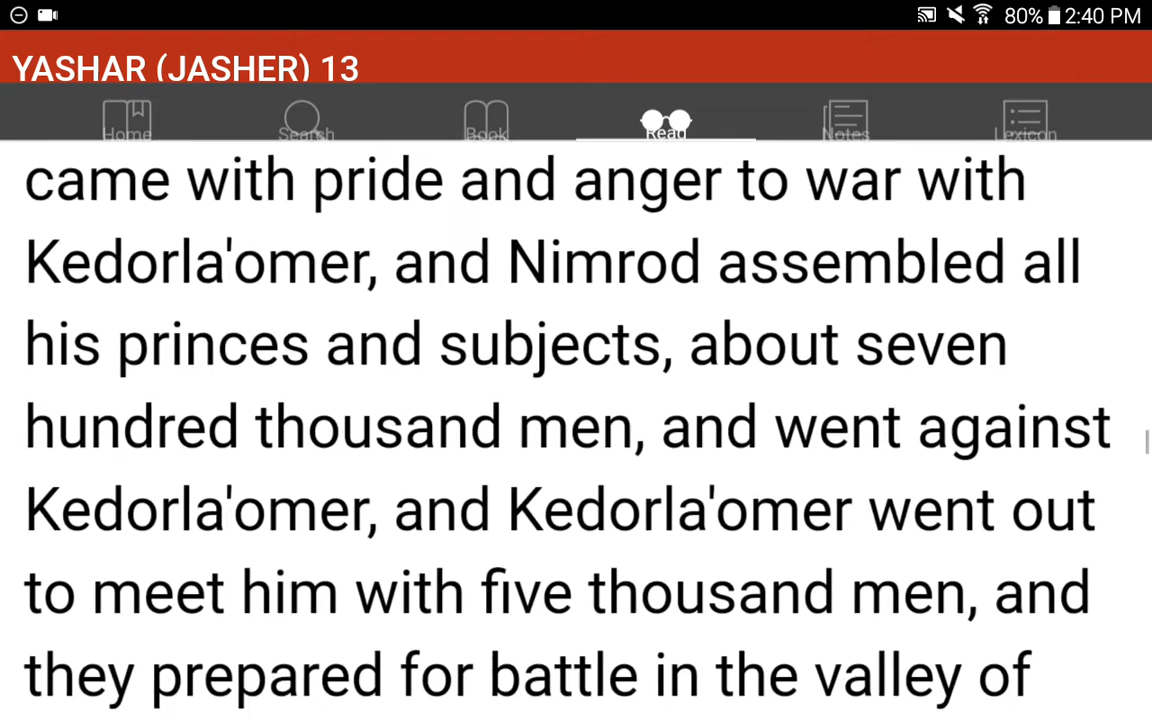 80% 2:40 PM
YASHAR (JASHER) 13
Home Search Book Read Notes Lexicon
came with pride and anger to war with
Kedorla'omer, and Nimrod assembled all
his princes and subjects, about seven
hundred thousand men, and went against
Kedorla'omer, and Kedorla'omer went out
to meet him with five thousand men, and
they prepared for battle in the valley of